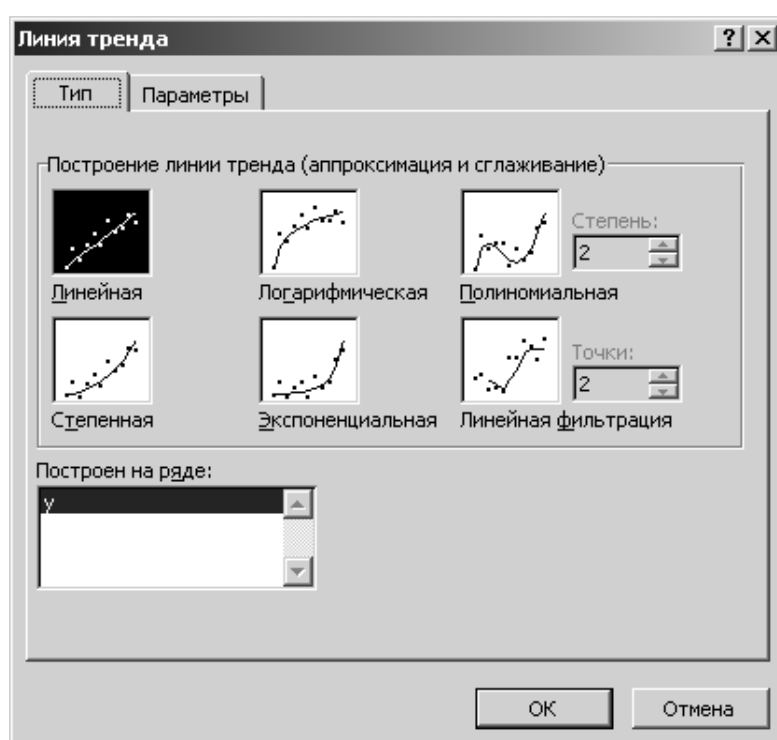 Линия тренда
Тип Параметры
Построение линии тренда (аппроксимация и сглаживание)
Степень:
2
Линейная Логарифмическая Полиномиальная
Точки:
2
Степенная Экспоненциальная Линейная фильтрация
Построен на ряде:
y
ОК Отмена